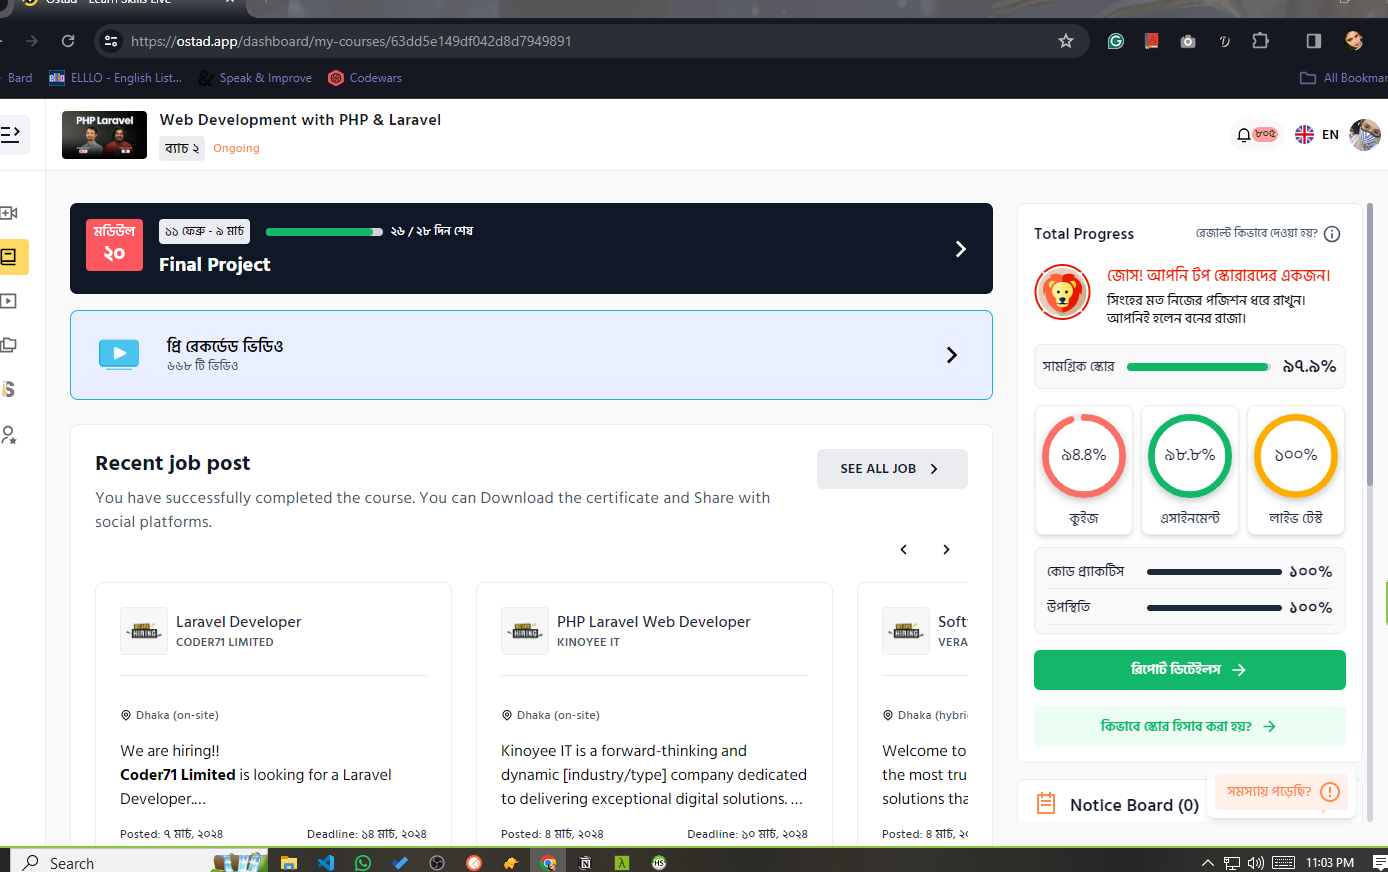 Ostad - Learn Skills Live
https://ostad.app/dashboard/my-courses/63dd5e149df042d8d7949891
Bard
ELLLO - English List...
Speak & Improve
Codewars
All Bookmar
PHP Laravel
Web Development with PHP & Laravel
ব্যাচ ২
Ongoing
৮০৫
EN
মডিউল
২০
১১ ফেব্রু - ৯ মার্চ
২৬ / ২৮ দিন শেষ
Final Project
প্রি রেকর্ডেড ভিডিও
৬৬৮ টি ভিডিও
Recent job post
SEE ALL JOB
You have successfully completed the course. You can Download the certificate and Share with
social platforms.
Laravel Developer
CODER71 LIMITED
Dhaka (on-site)
We are hiring!!
Coder71 Limited is looking for a Laravel
Developer....
Posted: ৭ মার্চ, ২০২৪
Deadline: ১৪ মার্চ, ২০২৪
PHP Laravel Web Developer
KINOYEE IT
Dhaka (on-site)
Kinoyee IT is a forward-thinking and
dynamic [industry/type] company dedicated
to delivering exceptional digital solutions. ...
Posted: ৪ মার্চ, ২০২৪
Deadline: ১০ মার্চ, ২০২৪
Soft
VERA
Dhaka (hybri
Welcome to
the most tru
solutions tha
Posted: ৪ মার্চ, ২০
Total Progress
রেজাল্ট কিভাবে দেওয়া হয়?
জোস! আপনি টপ স্কোরারদের একজন।
সিংহের মত নিজের পজিশন ধরে রাখুন।
আপনিই হলেন বনের রাজা।
সামগ্রিক স্কোর
৯৭.৯%
৯৪.৪%
কুইজ
৯৮.৮%
এসাইনমেন্ট
১০০%
লাইভ টেস্ট
কোড প্র্যাকটিস
১০০%
উপস্থিতি
১০০%
রিপোর্ট ডিটেইলস
কিভাবে স্কোর হিসাব করা হয়?
Notice Board (0)
সমস্যায় পড়েছি?
Search
11:03 PM